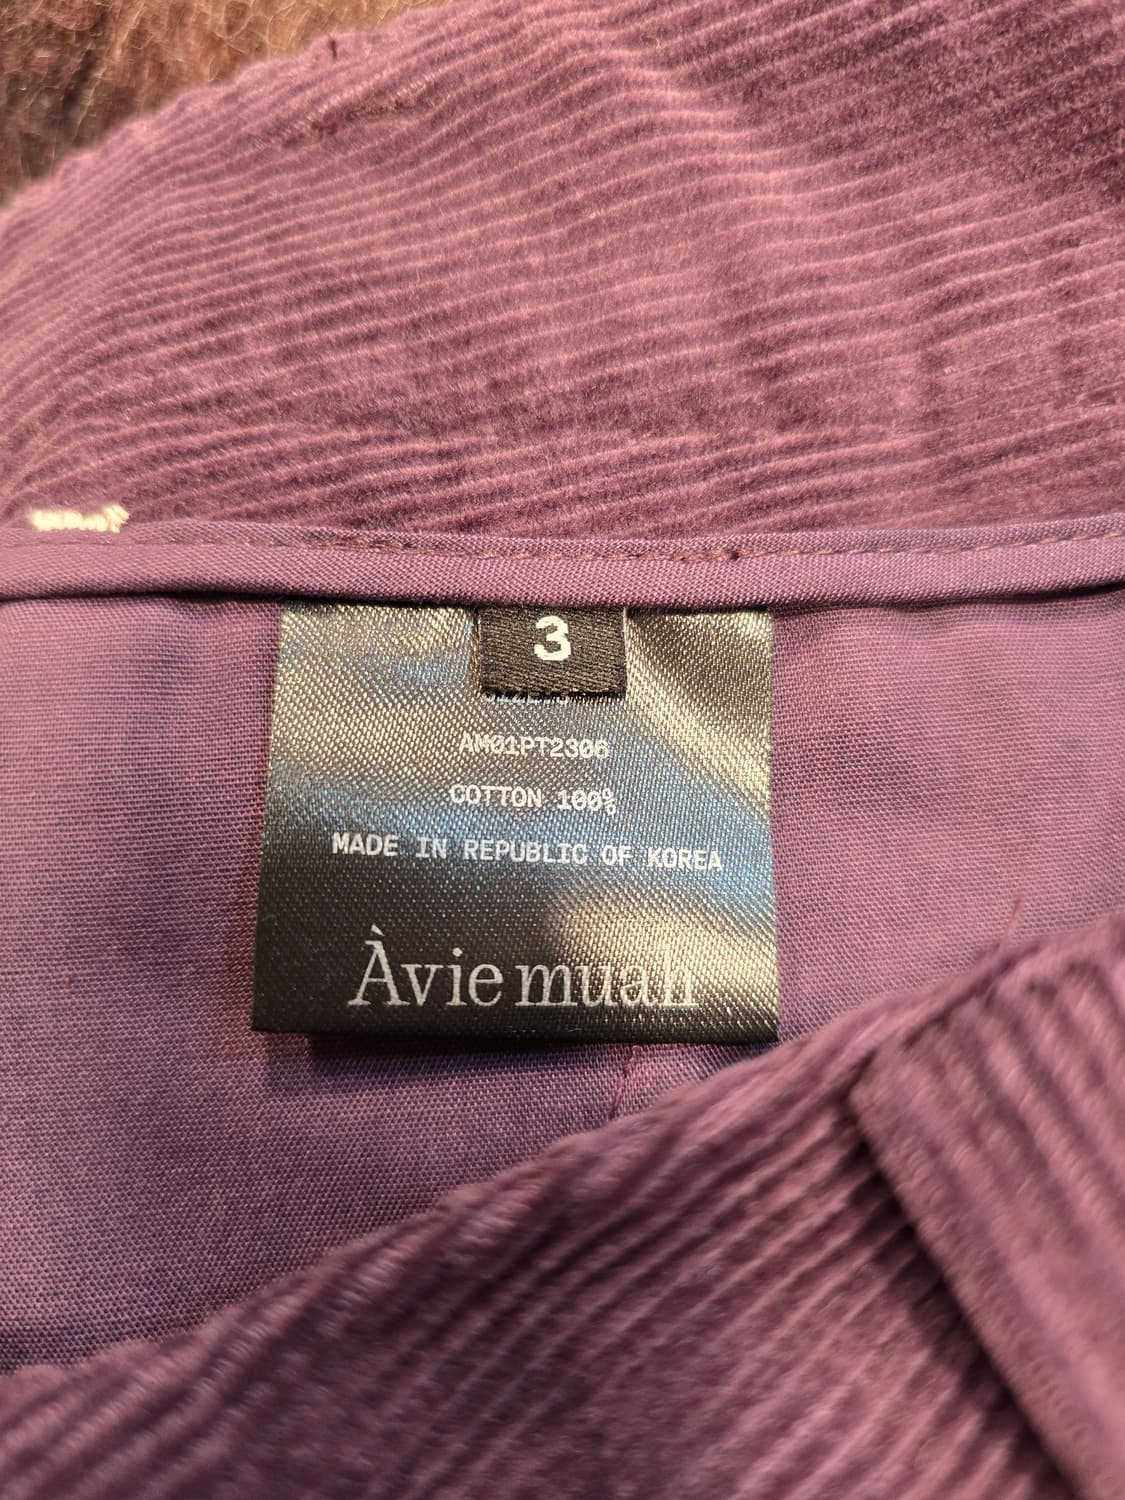 3
AM01PT2306
COTTON 100%
MADE IN REPUBLIC OF KOREA
Àvie muah